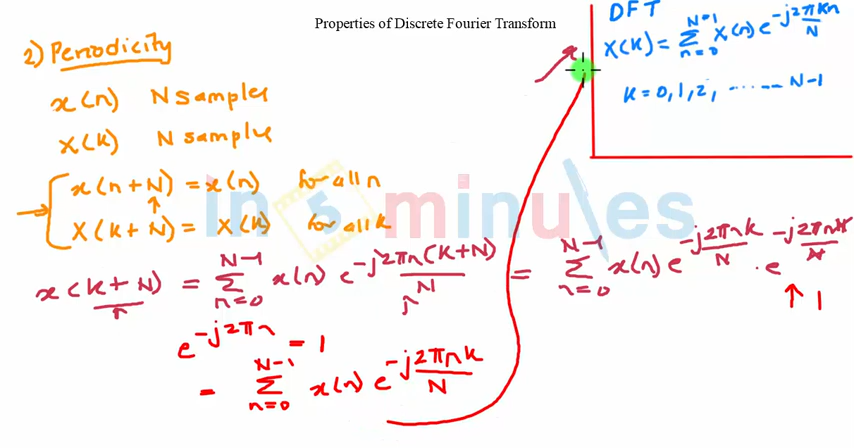 Properties of Discrete Fourier Transform
DFT
X(k) = Σ_{n=0}^{N-1} x(n) e^{-j2πkn/N}
k = 0, 1, 2, ........ N-1
2) Periodicity
x(n) N samples
X(k) N samples
x(n+N) = x(n) for all n
X(k+N) = X(k) for all k
in 5 minutes
x(k+N) = Σ_{n=0}^{N-1} x(n) e^{-j2πn(k+N)/N} = Σ_{n=0}^{N-1} x(n) e^{-j2πnk/N} . e^{-j2πnN/N}
1
e^{-j2πn} = 1
= Σ_{n=0}^{N-1} x(n) e^{-j2πnk/N}